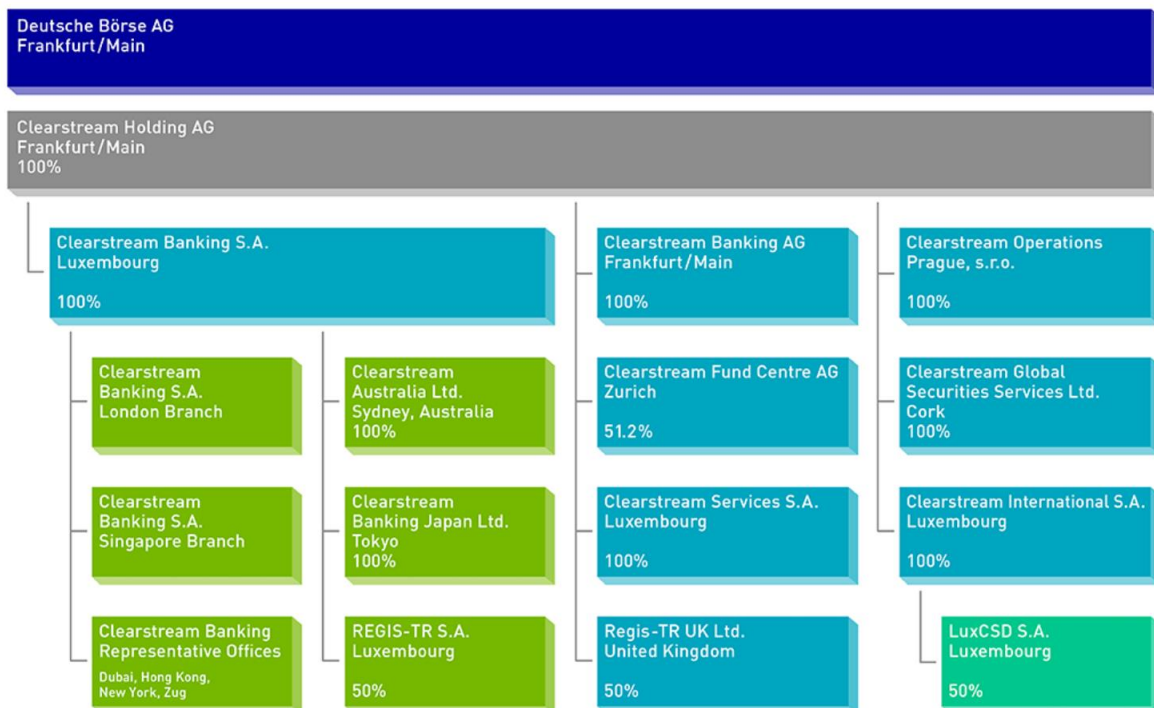 Deutsche Börse AG
Frankfurt/Main
Clearstream Holding AG
Frankfurt/Main
100%
Clearstream Banking S.A.
Luxembourg
100%
Clearstream
Banking S.A.
London Branch
Clearstream
Banking S.A.
Singapore Branch
Clearstream Banking
Representative Offices
Dubai, Hong Kong,
New York, Zug
Clearstream
Australia Ltd.
Sydney, Australia
100%
Clearstream
Banking Japan Ltd.
Tokyo
100%
REGIS-TR S.A.
Luxembourg
50%
Clearstream Banking AG
Frankfurt/Main
100%
Clearstream Fund Centre AG
Zurich
51.2%
Clearstream Services S.A.
Luxembourg
100%
Regis-TR UK Ltd.
United Kingdom
50%
Clearstream Operations
Prague, s.r.o.
100%
Clearstream Global
Securities Services Ltd.
Cork
100%
Clearstream International S.A.
Luxembourg
100%
LuxCSD S.A.
Luxembourg
50%